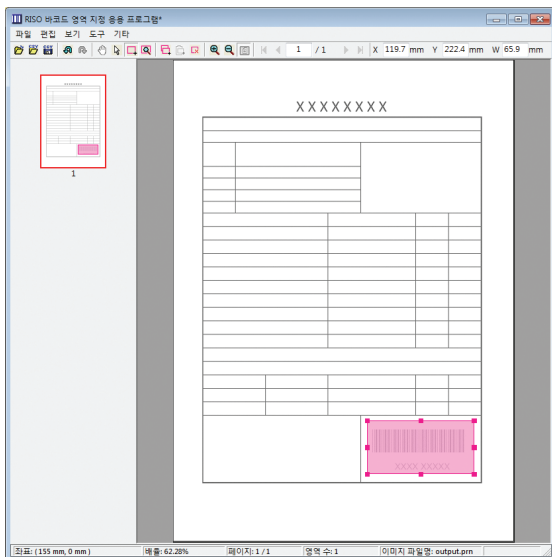 RISO 바코드 영역 지정 응용 프로그램*
파일 편집 보기 도구 기타
1 / 1 X 119.7 mm Y 222.4 mm W 65.9 mm
XXXXXXXX
1
XXXXXXXX
XXXX XXXXX
좌표: (155 mm, 0 mm) 배율: 62.28% 페이지: 1 / 1 영역 수: 1 이미지 파일명: output.prn